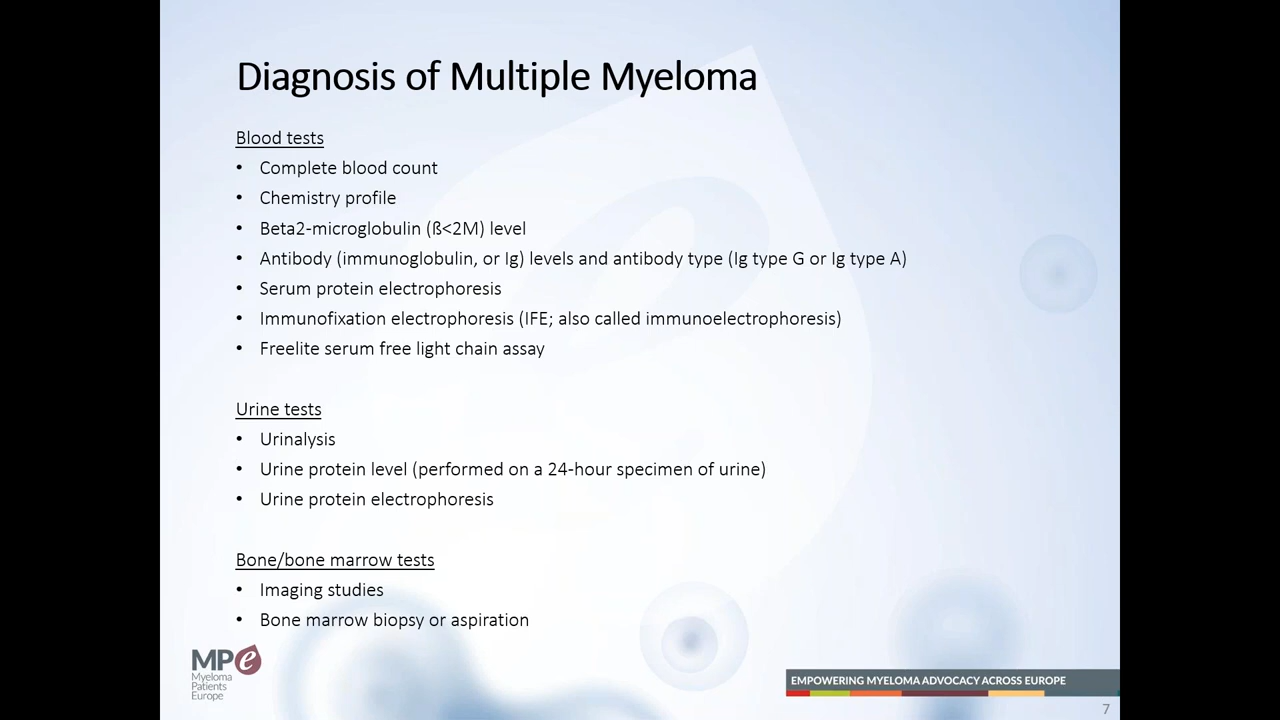 Diagnosis of Multiple Myeloma
Blood tests
• Complete blood count
• Chemistry profile
• Beta2-microglobulin (ß<2M) level
• Antibody (immunoglobulin, or Ig) levels and antibody type (Ig type G or Ig type A)
• Serum protein electrophoresis
• Immunofixation electrophoresis (IFE; also called immunoelectrophoresis)
• Freelite serum free light chain assay
Urine tests
• Urinalysis
• Urine protein level (performed on a 24-hour specimen of urine)
• Urine protein electrophoresis
Bone/bone marrow tests
• Imaging studies
• Bone marrow biopsy or aspiration
MPe
Myeloma
Patients
Europe
EMPOWERING MYELOMA ADVOCACY ACROSS EUROPE
7